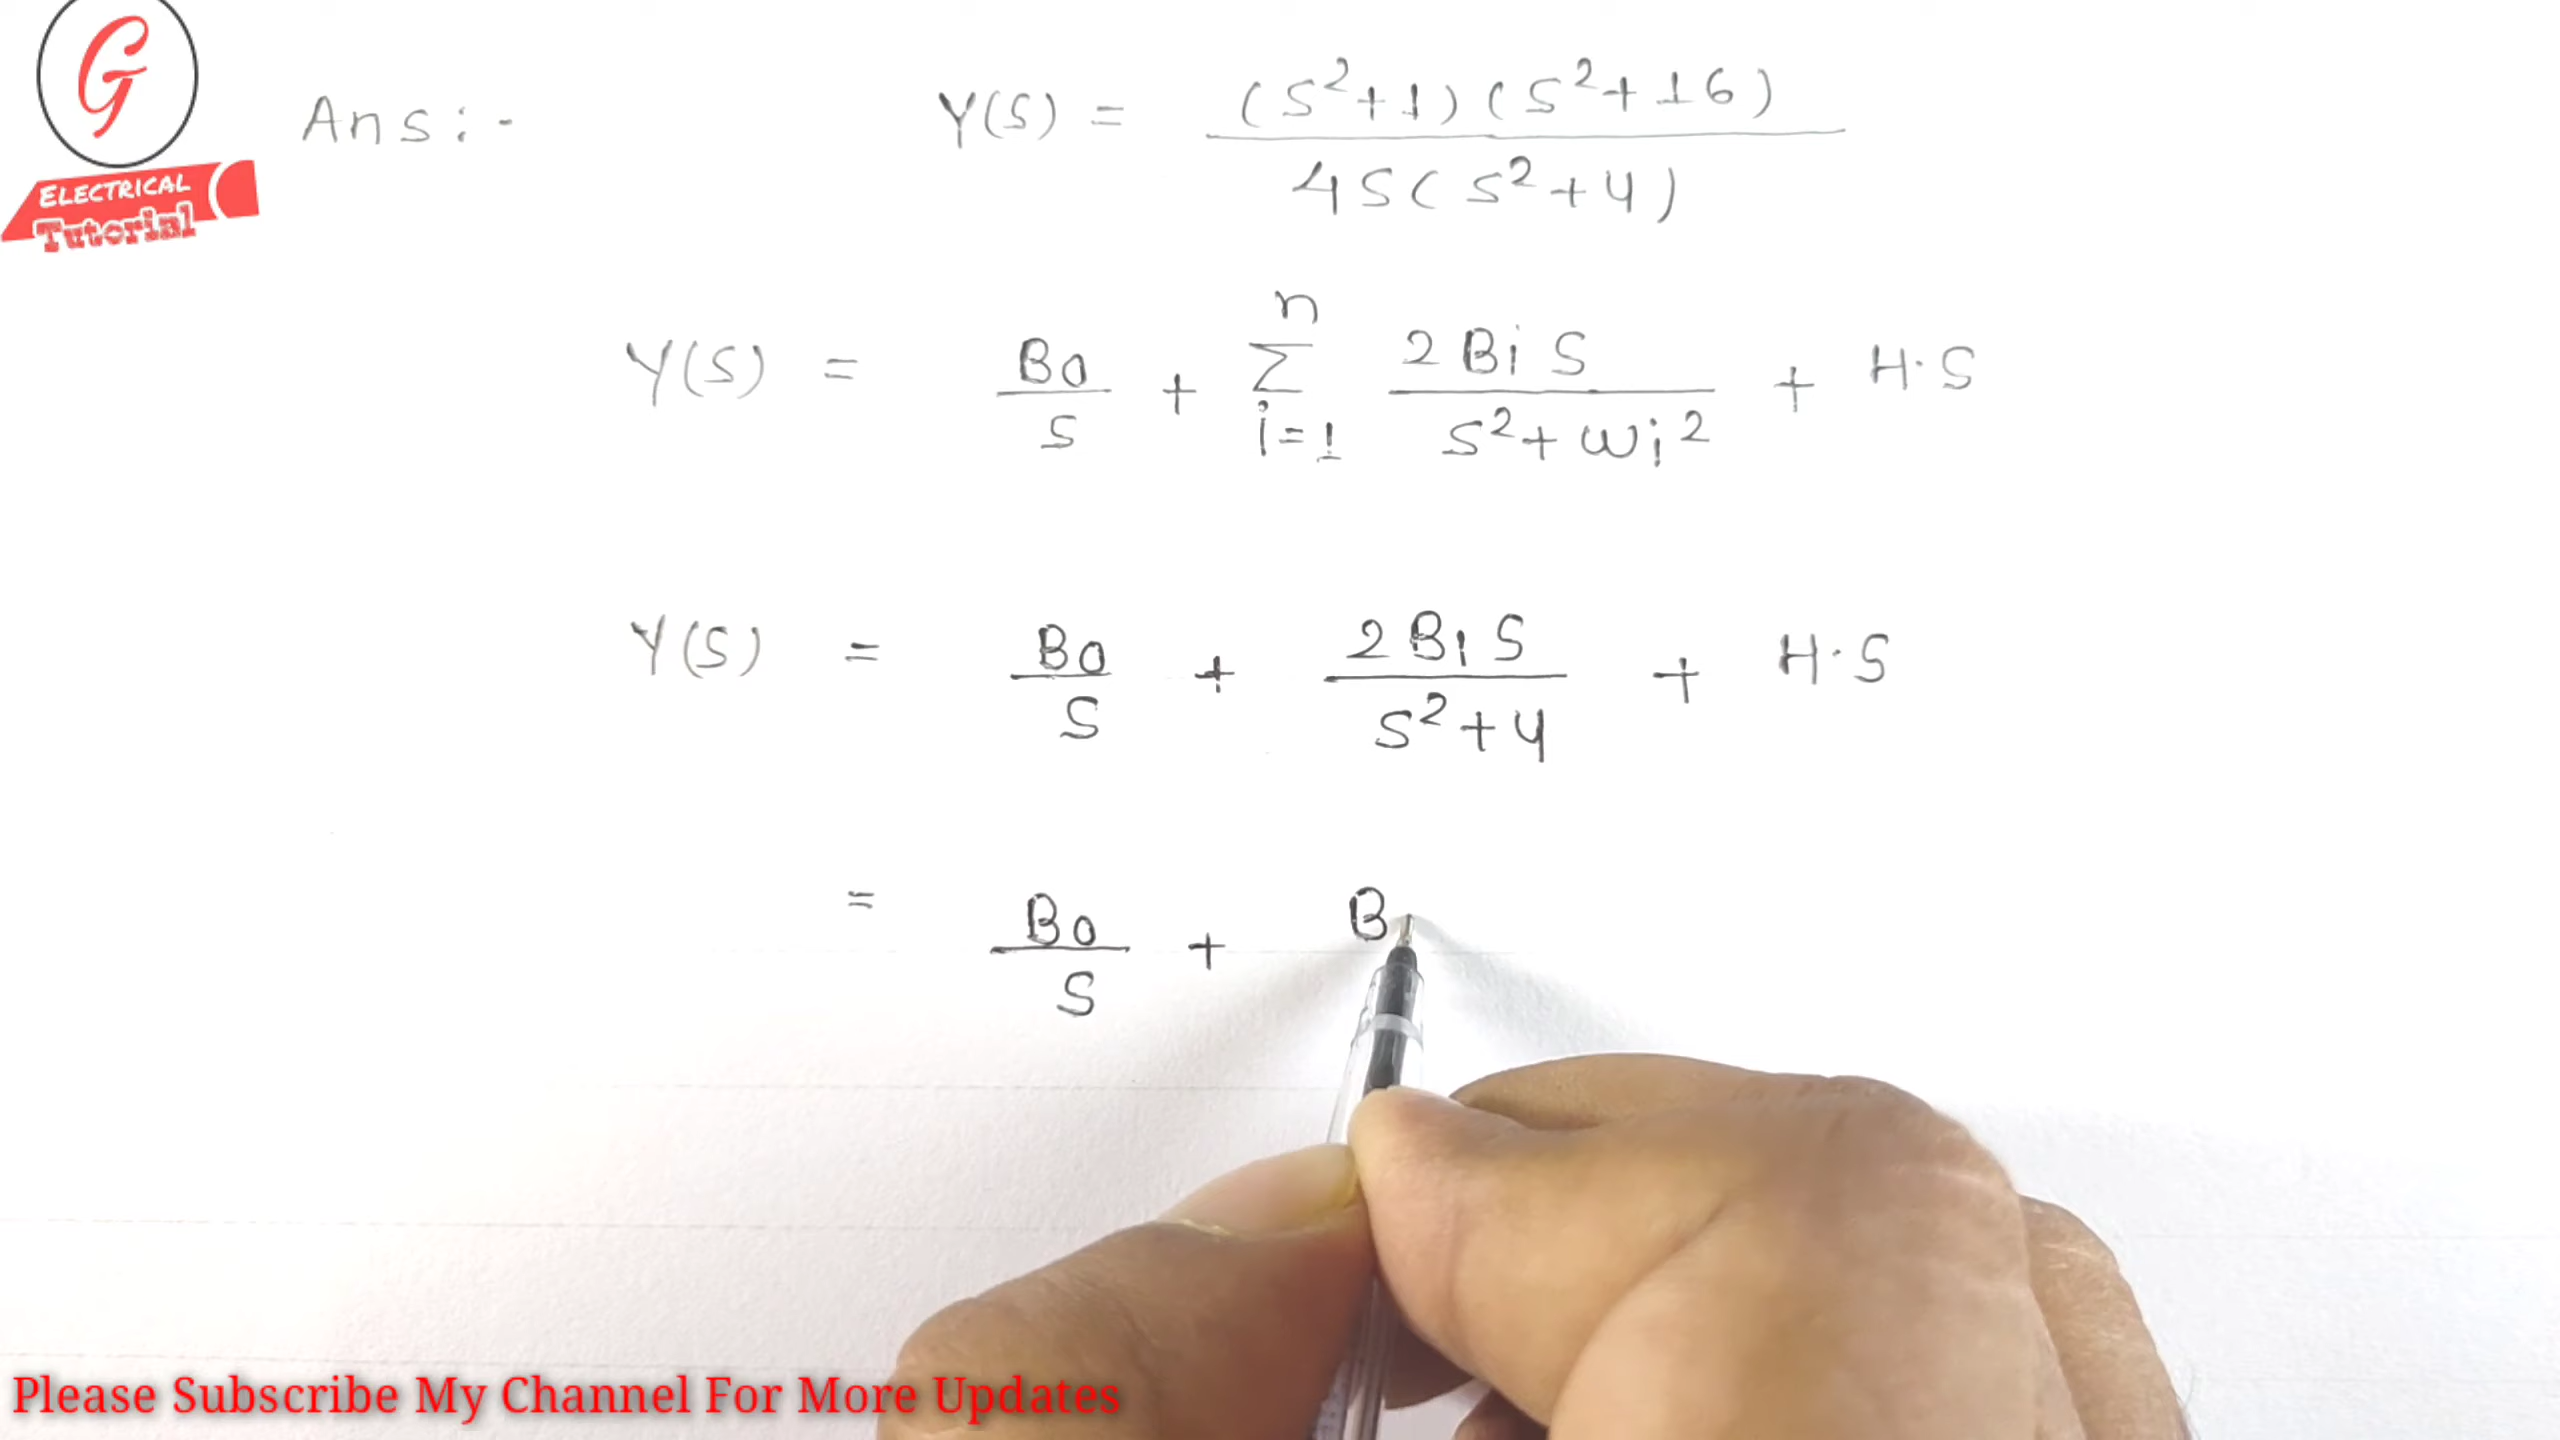 G
ELECTRICAL
Tutorial
Ans:-
Y(S) = (S²+1)(S²+16) / 4S(S²+4)
Y(S) = B0/S + n Σ i=1 2BiS / S²+ωi² + H·S
Y(S) = B0/S + 2B1S / S²+4 + H·S
= B0/S + B
Please Subscribe My Channel For More Updates